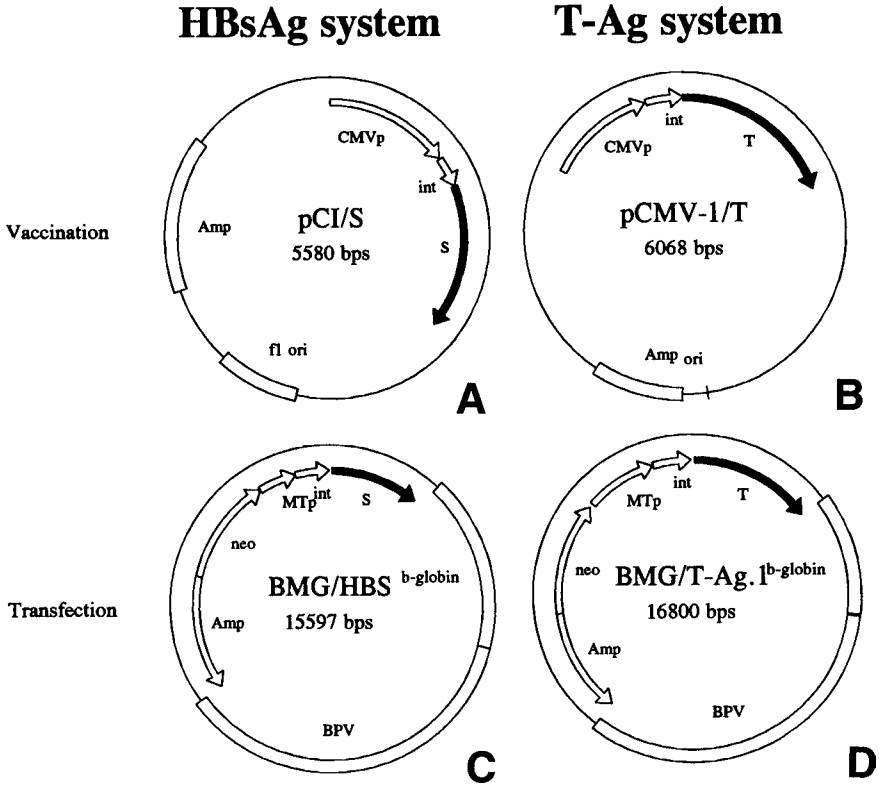 HBsAg system
T-Ag system
Vaccination
CMVp
int
Amp
pCI/S
5580 bps
S
f1 ori
A
int
CMVp
T
pCMV-1/T
6068 bps
Amp ori
B
Transfection
MTp
int
S
neo
BMG/HBS b-globin
15597 bps
Amp
BPV
C
int
MTp
T
neo
BMG/T-Ag.1 b-globin
16800 bps
Amp
BPV
D